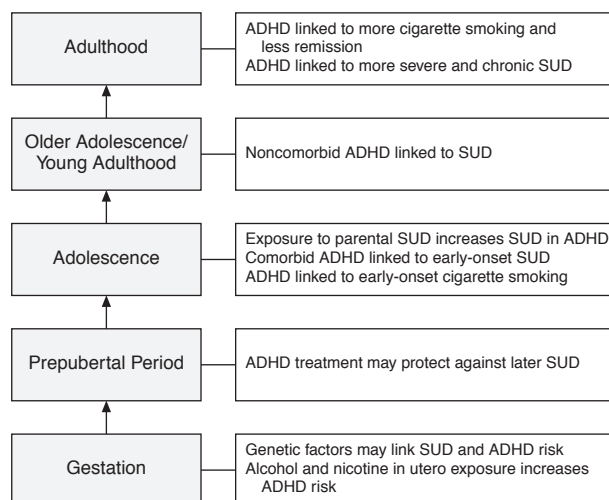 Adulthood
ADHD linked to more cigarette smoking and
less remission
ADHD linked to more severe and chronic SUD
Older Adolescence/
Young Adulthood
Noncomorbid ADHD linked to SUD
Adolescence
Exposure to parental SUD increases SUD in ADHD
Comorbid ADHD linked to early-onset SUD
ADHD linked to early-onset cigarette smoking
Prepubertal Period
ADHD treatment may protect against later SUD
Gestation
Genetic factors may link SUD and ADHD risk
Alcohol and nicotine in utero exposure increases
ADHD risk